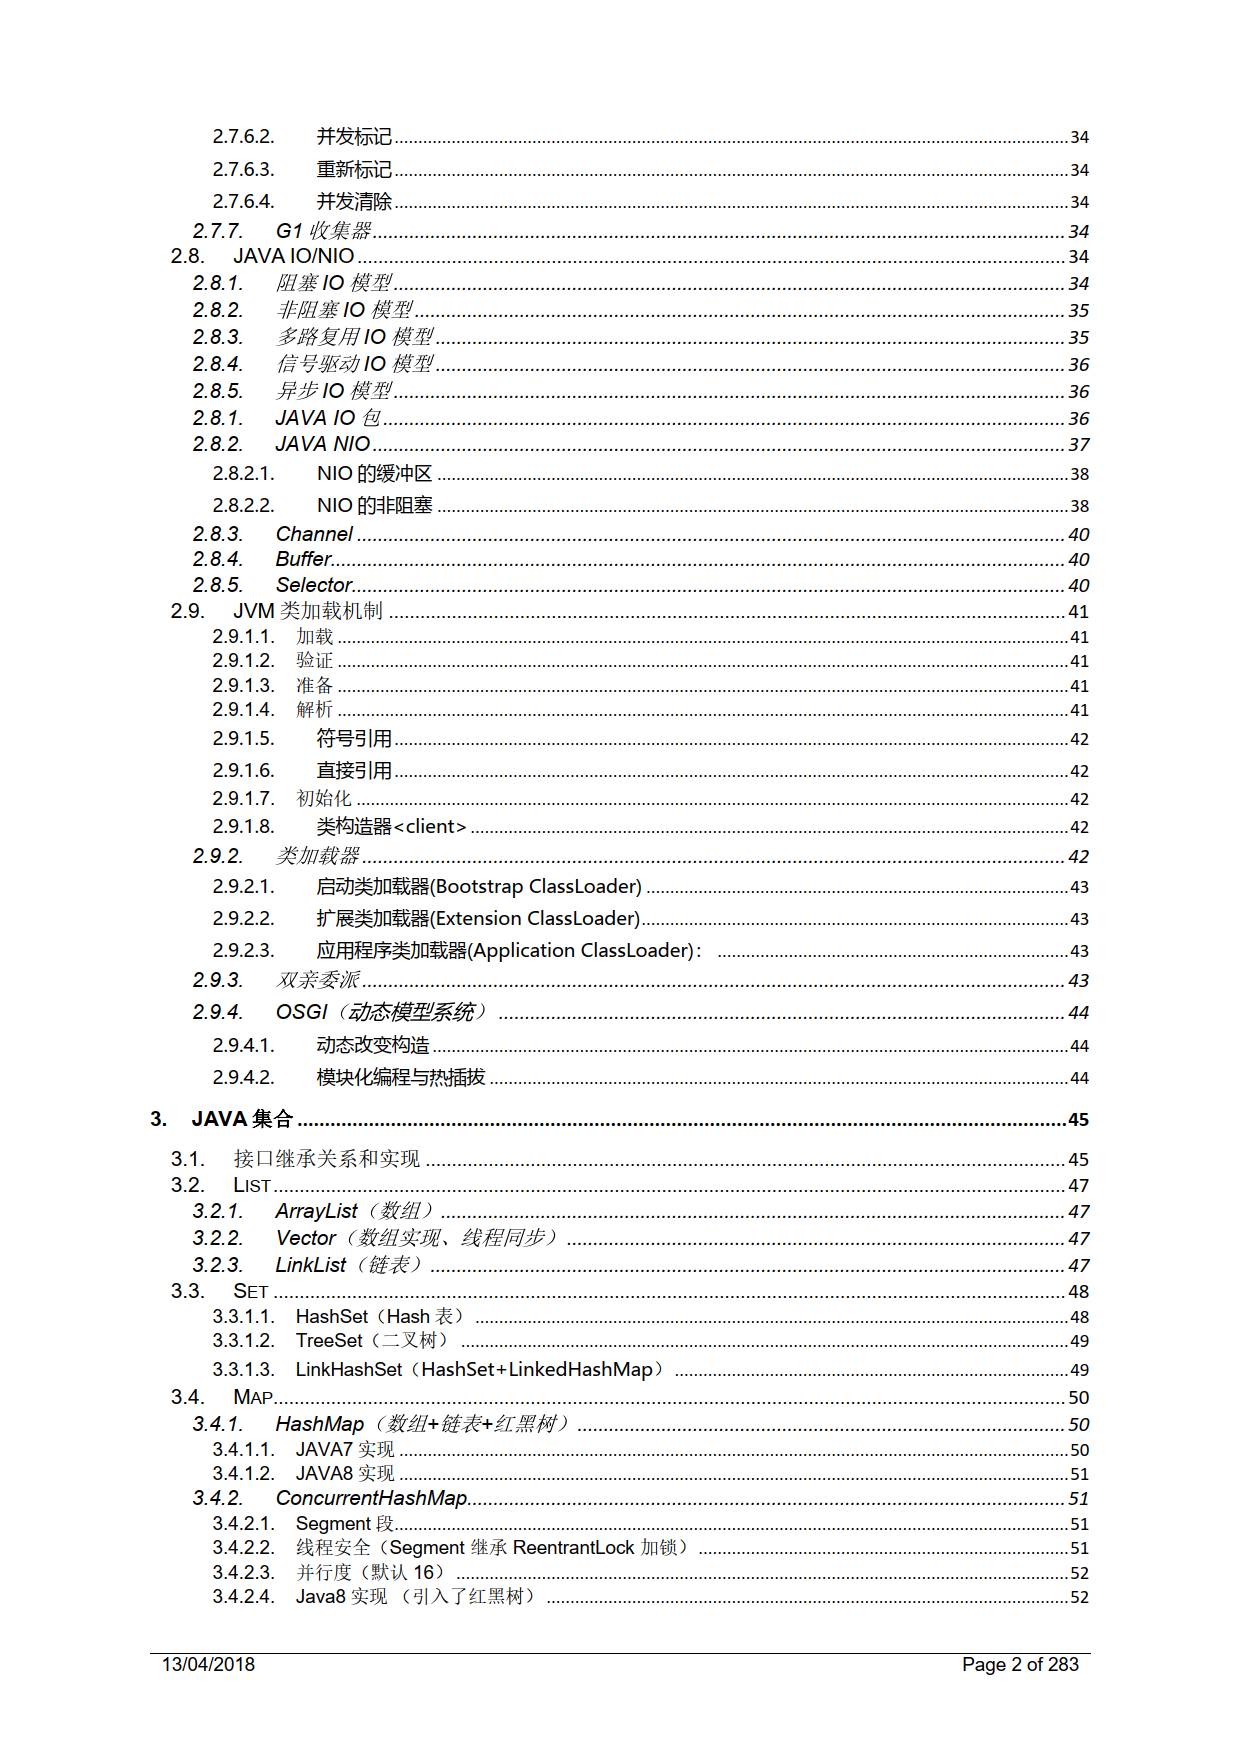 2.7.6.2. 并发标记 34
2.7.6.3. 重新标记 34
2.7.6.4. 并发清除 34
2.7.7. G1 收集器 34
2.8. JAVA IO/NIO 34
2.8.1. 阻塞 IO 模型 34
2.8.2. 非阻塞 IO 模型 35
2.8.3. 多路复用 IO 模型 35
2.8.4. 信号驱动 IO 模型 36
2.8.5. 异步 IO 模型 36
2.8.1. JAVA IO 包 36
2.8.2. JAVA NIO 37
2.8.2.1. NIO 的缓冲区 38
2.8.2.2. NIO 的非阻塞 38
2.8.3. Channel 40
2.8.4. Buffer 40
2.8.5. Selector 40
2.9. JVM 类加载机制 41
2.9.1.1. 加载 41
2.9.1.2. 验证 41
2.9.1.3. 准备 41
2.9.1.4. 解析 41
2.9.1.5. 符号引用 42
2.9.1.6. 直接引用 42
2.9.1.7. 初始化 42
2.9.1.8. 类构造器<client> 42
2.9.2. 类加载器 42
2.9.2.1. 启动类加载器(Bootstrap ClassLoader) 43
2.9.2.2. 扩展类加载器(Extension ClassLoader) 43
2.9.2.3. 应用程序类加载器(Application ClassLoader)： 43
2.9.3. 双亲委派 43
2.9.4. OSGI（动态模型系统） 44
2.9.4.1. 动态改变构造 44
2.9.4.2. 模块化编程与热插拔 44
3. JAVA 集合 45
3.1. 接口继承关系和实现 45
3.2. LIST 47
3.2.1. ArrayList（数组） 47
3.2.2. Vector（数组实现、线程同步） 47
3.2.3. LinkList（链表） 47
3.3. SET 48
3.3.1.1. HashSet（Hash 表） 48
3.3.1.2. TreeSet（二叉树） 49
3.3.1.3. LinkHashSet（HashSet+LinkedHashMap） 49
3.4. MAP 50
3.4.1. HashMap（数组+链表+红黑树） 50
3.4.1.1. JAVA7 实现 50
3.4.1.2. JAVA8 实现 51
3.4.2. ConcurrentHashMap 51
3.4.2.1. Segment 段 51
3.4.2.2. 线程安全（Segment 继承 ReentrantLock 加锁） 51
3.4.2.3. 并行度（默认 16） 52
3.4.2.4. Java8 实现 （引入了红黑树） 52
13/04/2018 Page 2 of 283